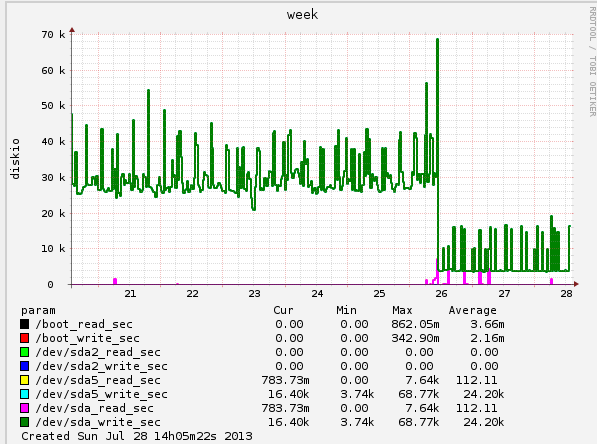 week
RRDTOOL / TOBI OETIKER
70 k
60 k
50 k
40 k
30 k
20 k
10 k
0
diskio
21 22 23 24 25 26 27 28
param Cur Min Max Average
/boot_read_sec 0.00 0.00 862.05m 3.66m
/boot_write_sec 0.00 0.00 342.90m 2.16m
/dev/sda2_read_sec 0.00 0.00 0.00 0.00
/dev/sda2_write_sec 0.00 0.00 0.00 0.00
/dev/sda5_read_sec 783.73m 0.00 7.64k 112.11
/dev/sda5_write_sec 16.40k 3.74k 68.77k 24.20k
/dev/sda_read_sec 783.73m 0.00 7.64k 112.11
/dev/sda_write_sec 16.40k 3.74k 68.77k 24.20k
Created Sun Jul 28 14h05m22s 2013